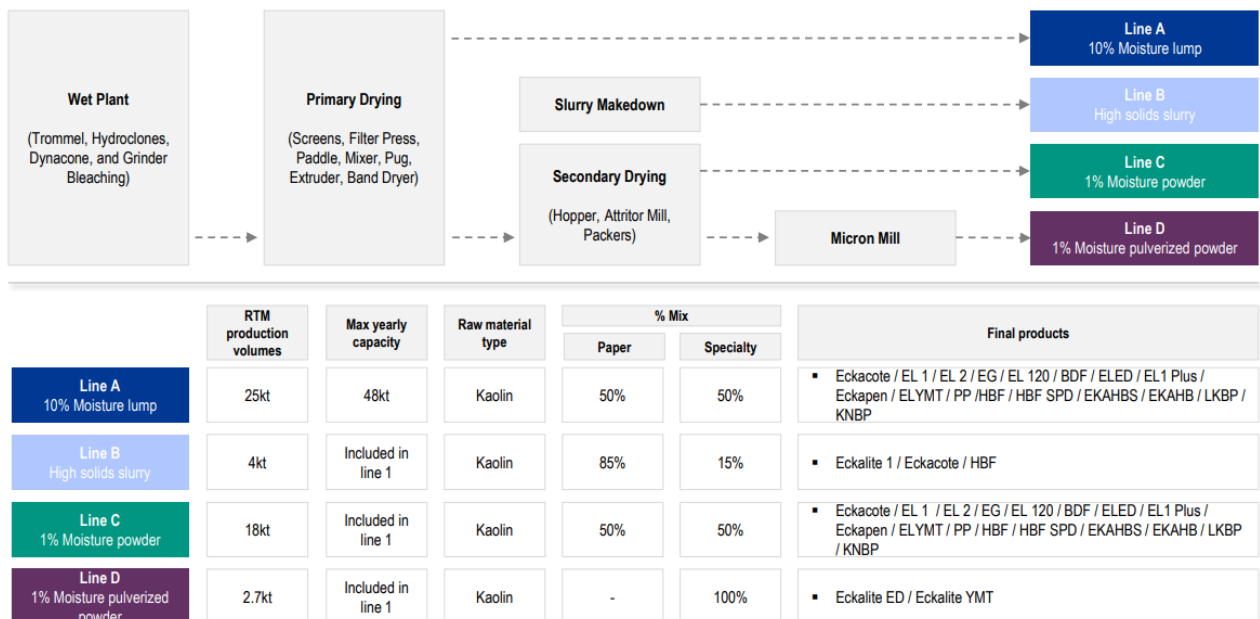 Wet Plant
(Trommel, Hydroclones,
Dynacone, and Grinder
Bleaching)
Primary Drying
(Screens, Filter Press,
Paddle, Mixer, Pug,
Extruder, Band Dryer)
Slurry Makedown
Secondary Drying
(Hopper, Attritor Mill,
Packers)
Micron Mill
Line A
10% Moisture lump
Line B
High solids slurry
Line C
1% Moisture powder
Line D
1% Moisture pulverized powder
RTM
production
volumes
Max yearly
capacity
Raw material
type
% Mix
Paper
Specialty
Final products
Line A
10% Moisture lump
25kt
48kt
Kaolin
50%
50%
▪ Eckacote / EL 1 / EL 2 / EG / EL 120 / BDF / ELED / EL1 Plus /
Eckapen / ELYMT / PP /HBF / HBF SPD / EKAHBS / EKAHB / LKBP /
KNBP
Line B
High solids slurry
4kt
Included in
line 1
Kaolin
85%
15%
▪ Eckalite 1 / Eckacote / HBF
Line C
1% Moisture powder
18kt
Included in
line 1
Kaolin
50%
50%
▪ Eckacote / EL 1 / EL 2 / EG / EL 120 / BDF / ELED / EL1 Plus /
Eckapen / ELYMT / PP / HBF / HBF SPD / EKAHBS / EKAHB / LKBP
/ KNBP
Line D
1% Moisture pulverized
powder
2.7kt
Included in
line 1
Kaolin
-
100%
▪ Eckalite ED / Eckalite YMT